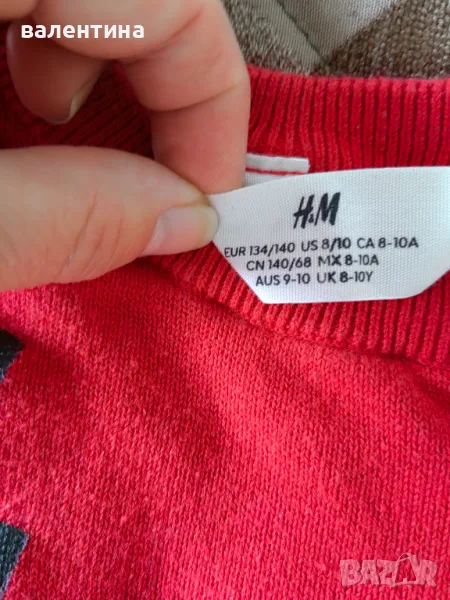 валентина
H&M
EUR 134/140 US 8/10 CA 8-10A
CN 140/68 MX 8-10A
AUS 9-10 UK 8-10Y
BAZAR